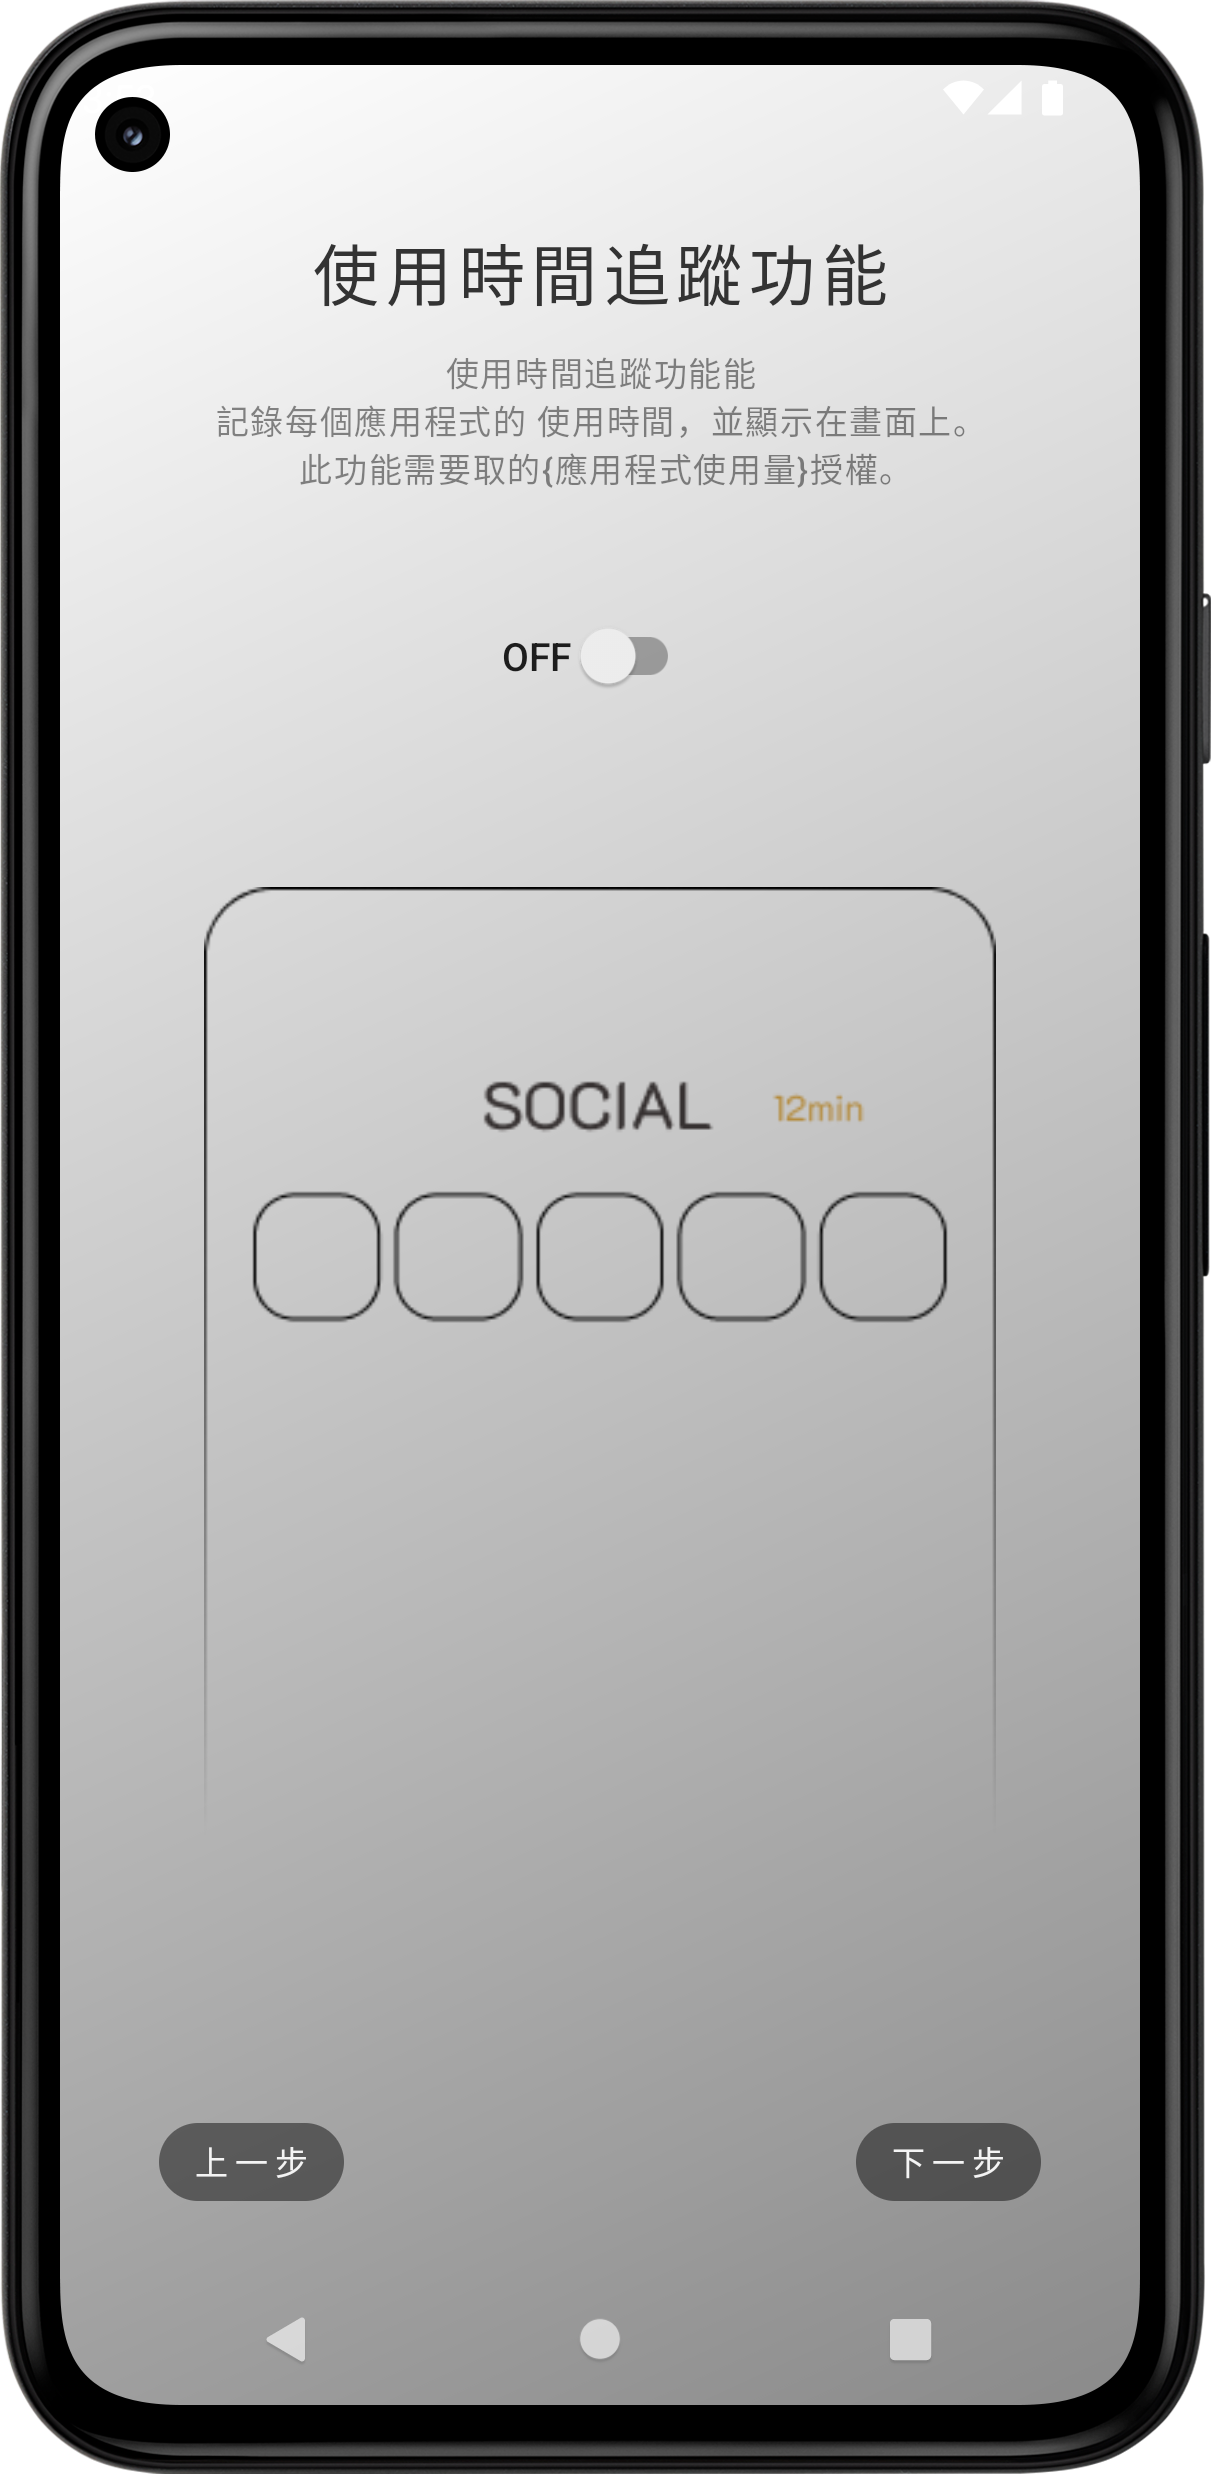 使用時間追蹤功能
使用時間追蹤功能能
記錄每個應用程式的 使用時間，並顯示在畫面上。
此功能需要取的{應用程式使用量}授權。
OFF
SOCIAL 12min
上一步 下一步